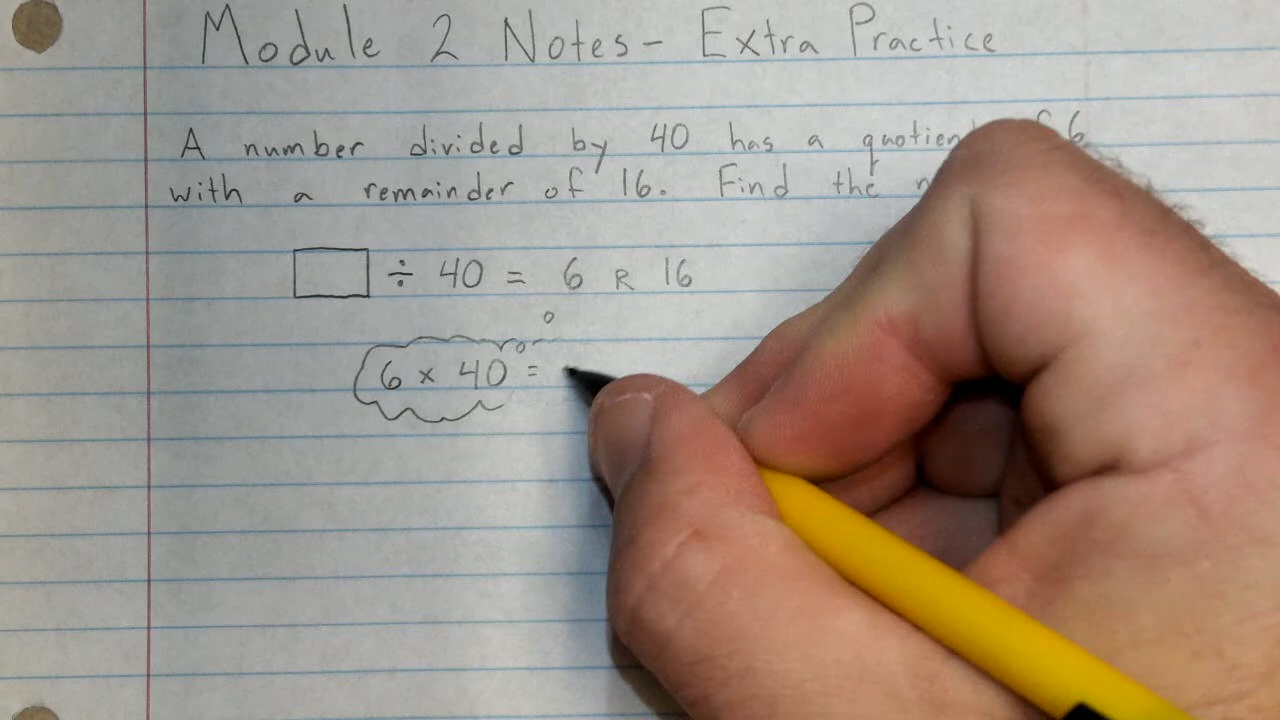 Module 2 Notes- Extra Practice
A number divided by 40 has a 6
with a remainder of 16. Find the
÷ 40 = 6 R 16
6 × 40 =